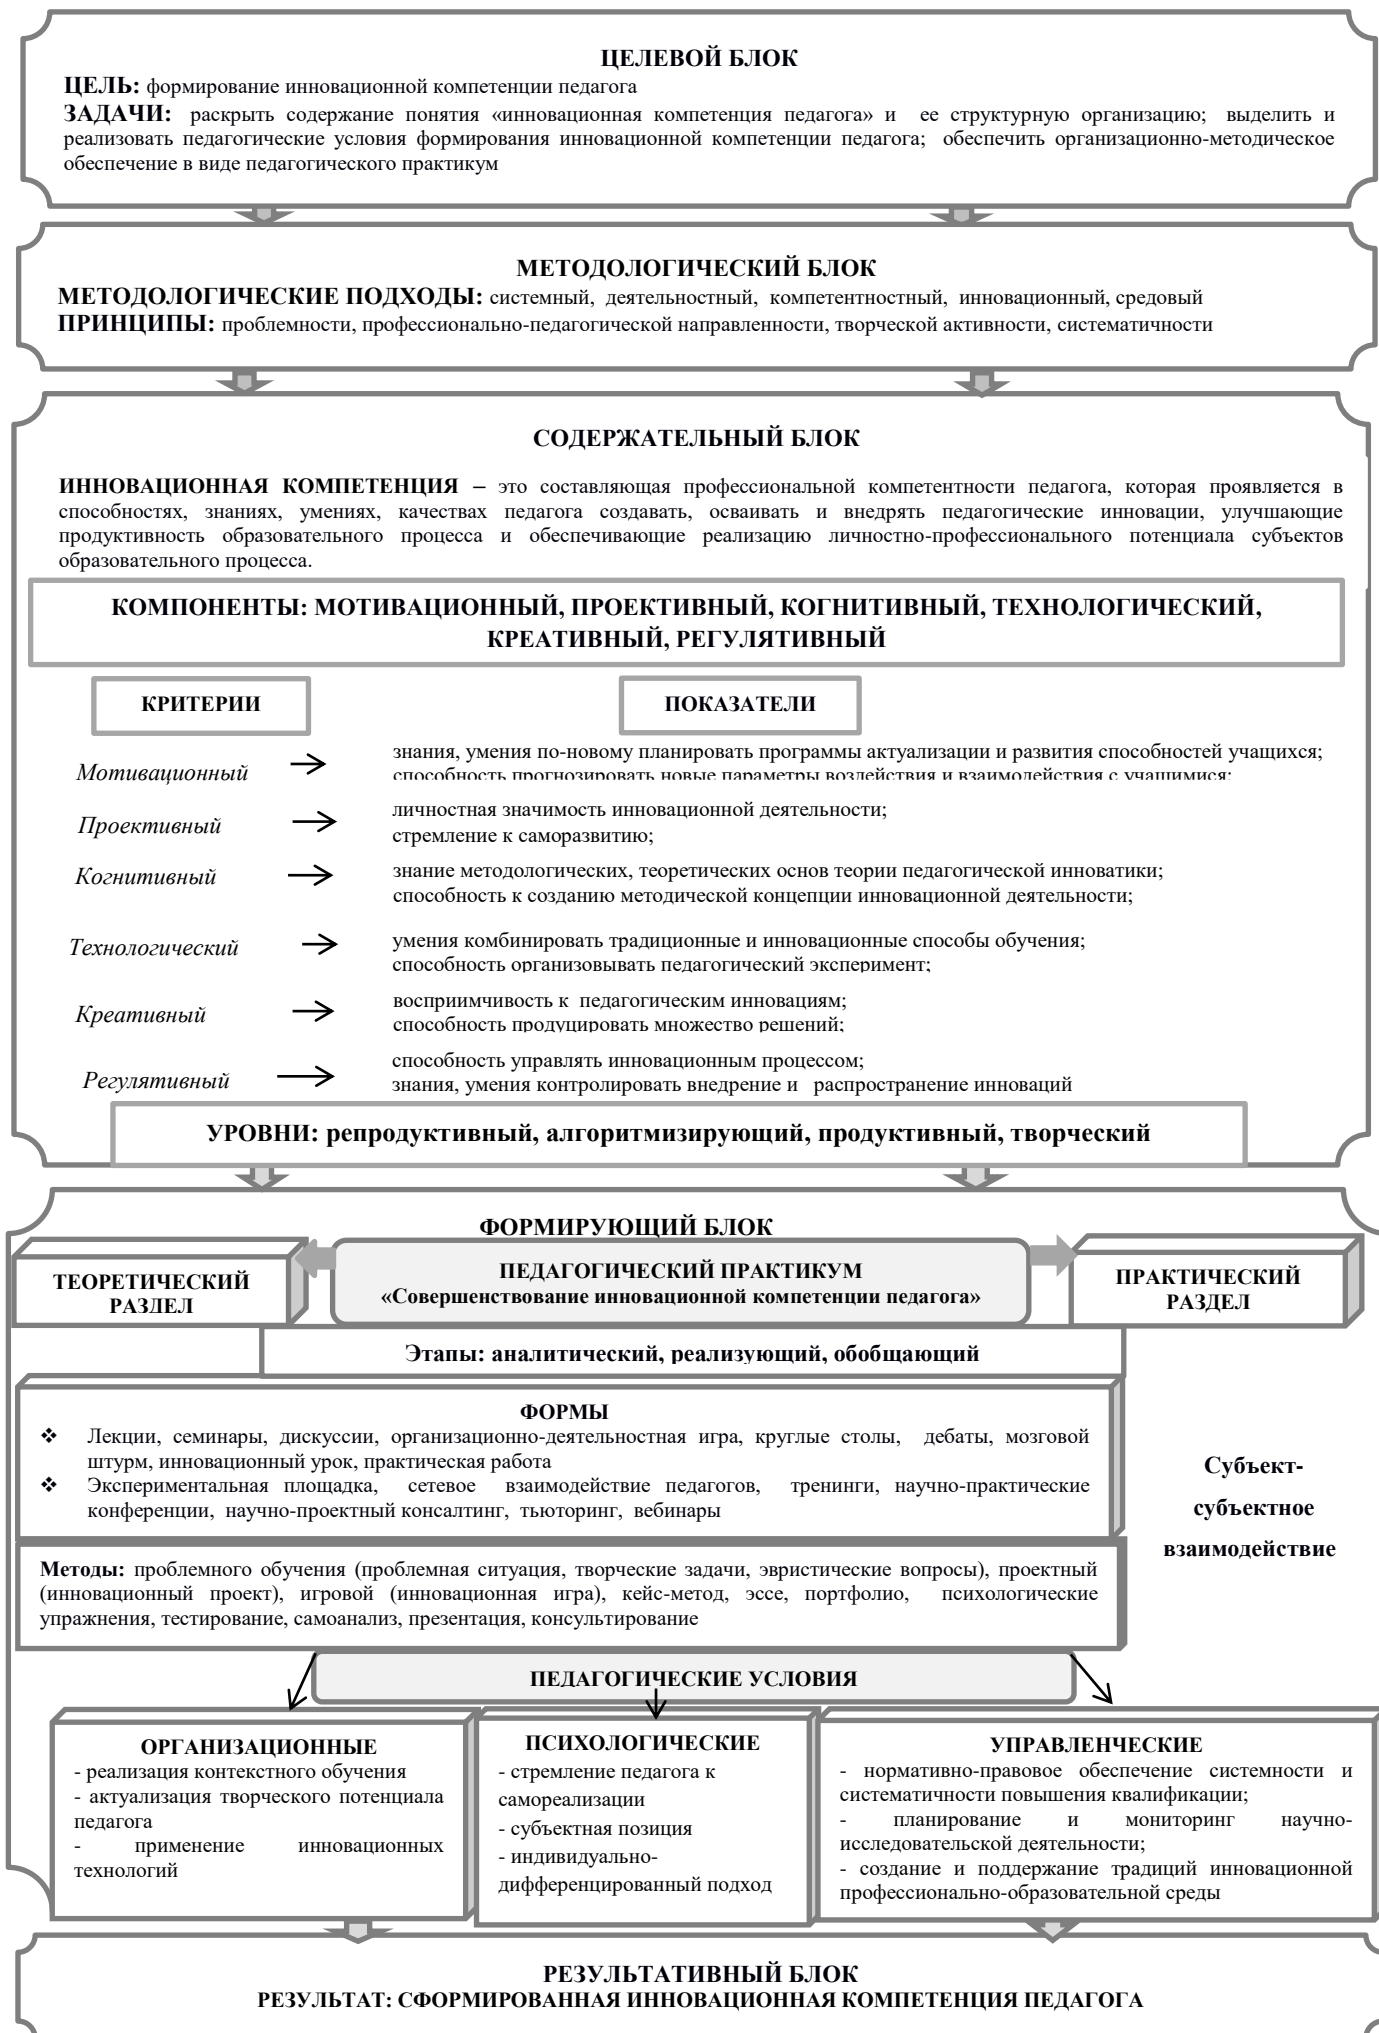 ЦЕЛЕВОЙ БЛОК
ЦЕЛЬ: формирование инновационной компетенции педагога
ЗАДАЧИ: раскрыть содержание понятия «инновационная компетенция педагога» и ее структурную организацию; выделить и
реализовать педагогические условия формирования инновационной компетенции педагога; обеспечить организационно-методическое
обеспечение в виде педагогического практикум
МЕТОДОЛОГИЧЕСКИЙ БЛОК
МЕТОДОЛОГИЧЕСКИЕ ПОДХОДЫ: системный, деятельностный, компетентностный, инновационный, средовый
ПРИНЦИПЫ: проблемности, профессионально-педагогической направленности, творческой активности, систематичности
СОДЕРЖАТЕЛЬНЫЙ БЛОК
ИННОВАЦИОННАЯ КОМПЕТЕНЦИЯ – это составляющая профессиональной компетентности педагога, которая проявляется в
способностях, знаниях, умениях, качествах педагога создавать, осваивать и внедрять педагогические инновации, улучшающие
продуктивность образовательного процесса и обеспечивающие реализацию личностно-профессионального потенциала субъектов
образовательного процесса.
КОМПОНЕНТЫ: МОТИВАЦИОННЫЙ, ПРОЕКТИВНЫЙ, КОГНИТИВНЫЙ, ТЕХНОЛОГИЧЕСКИЙ,
КРЕАТИВНЫЙ, РЕГУЛЯТИВНЫЙ
КРИТЕРИИ
ПОКАЗАТЕЛИ
Мотивационный
знания, умения по-новому планировать программы актуализации и развития способностей учащихся;
способность прогнозировать новые параметры воздействия и взаимодействия с учащимися;
Проективный
личностная значимость инновационной деятельности;
стремление к саморазвитию;
Когнитивный
знание методологических, теоретических основ теории педагогической инноватики;
способность к созданию методической концепции инновационной деятельности;
Технологический
умения комбинировать традиционные и инновационные способы обучения;
способность организовывать педагогический эксперимент;
Креативный
восприимчивость к педагогическим инновациям;
способность продуцировать множество решений;
Регулятивный
способность управлять инновационным процессом;
знания, умения контролировать внедрение и распространение инноваций
УРОВНИ: репродуктивный, алгоритмизирующий, продуктивный, творческий
ФОРМИРУЮЩИЙ БЛОК
ТЕОРЕТИЧЕСКИЙ
РАЗДЕЛ
ПЕДАГОГИЧЕСКИЙ ПРАКТИКУМ
«Совершенствование инновационной компетенции педагога»
ПРАКТИЧЕСКИЙ
РАЗДЕЛ
Этапы: аналитический, реализующий, обобщающий
ФОРМЫ
❖ Лекции, семинары, дискуссии, организационно-деятельностная игра, круглые столы, дебаты, мозговой
штурм, инновационный урок, практическая работа
❖ Экспериментальная площадка, сетевое взаимодействие педагогов, тренинги, научно-практические
конференции, научно-проектный консалтинг, тьюторинг, вебинары
Субъект-
субъектное
взаимодействие
Методы: проблемного обучения (проблемная ситуация, творческие задачи, эвристические вопросы), проектный
(инновационный проект), игровой (инновационная игра), кейс-метод, эссе, портфолио, психологические
упражнения, тестирование, самоанализ, презентация, консультирование
ПЕДАГОГИЧЕСКИЕ УСЛОВИЯ
ОРГАНИЗАЦИОННЫЕ
- реализация контекстного обучения
- актуализация творческого потенциала
педагога
- применение инновационных
технологий
ПСИХОЛОГИЧЕСКИЕ
- стремление педагога к
самореализации
- субъектная позиция
- индивидуально-
дифференцированный подход
УПРАВЛЕНЧЕСКИЕ
- нормативно-правовое обеспечение системности и
систематичности повышения квалификации;
- планирование и мониторинг научно-
исследовательской деятельности;
- создание и поддержание традиций инновационной
профессионально-образовательной среды
РЕЗУЛЬТАТИВНЫЙ БЛОК
РЕЗУЛЬТАТ: СФОРМИРОВАННАЯ ИННОВАЦИОННАЯ КОМПЕТЕНЦИЯ ПЕДАГОГА